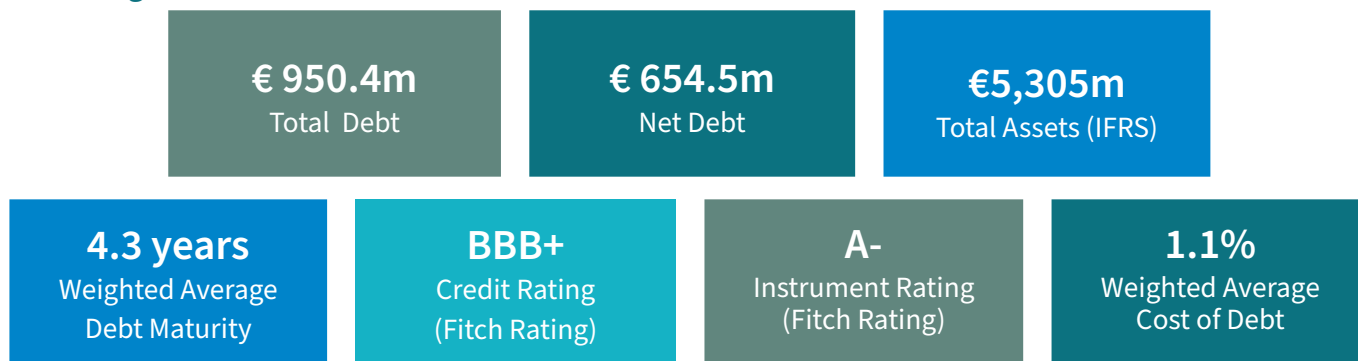 € 950.4m
Total Debt
€ 654.5m
Net Debt
€5,305m
Total Assets (IFRS)
4.3 years
Weighted Average
Debt Maturity
BBB+
Credit Rating
(Fitch Rating)
A-
Instrument Rating
(Fitch Rating)
1.1%
Weighted Average
Cost of Debt